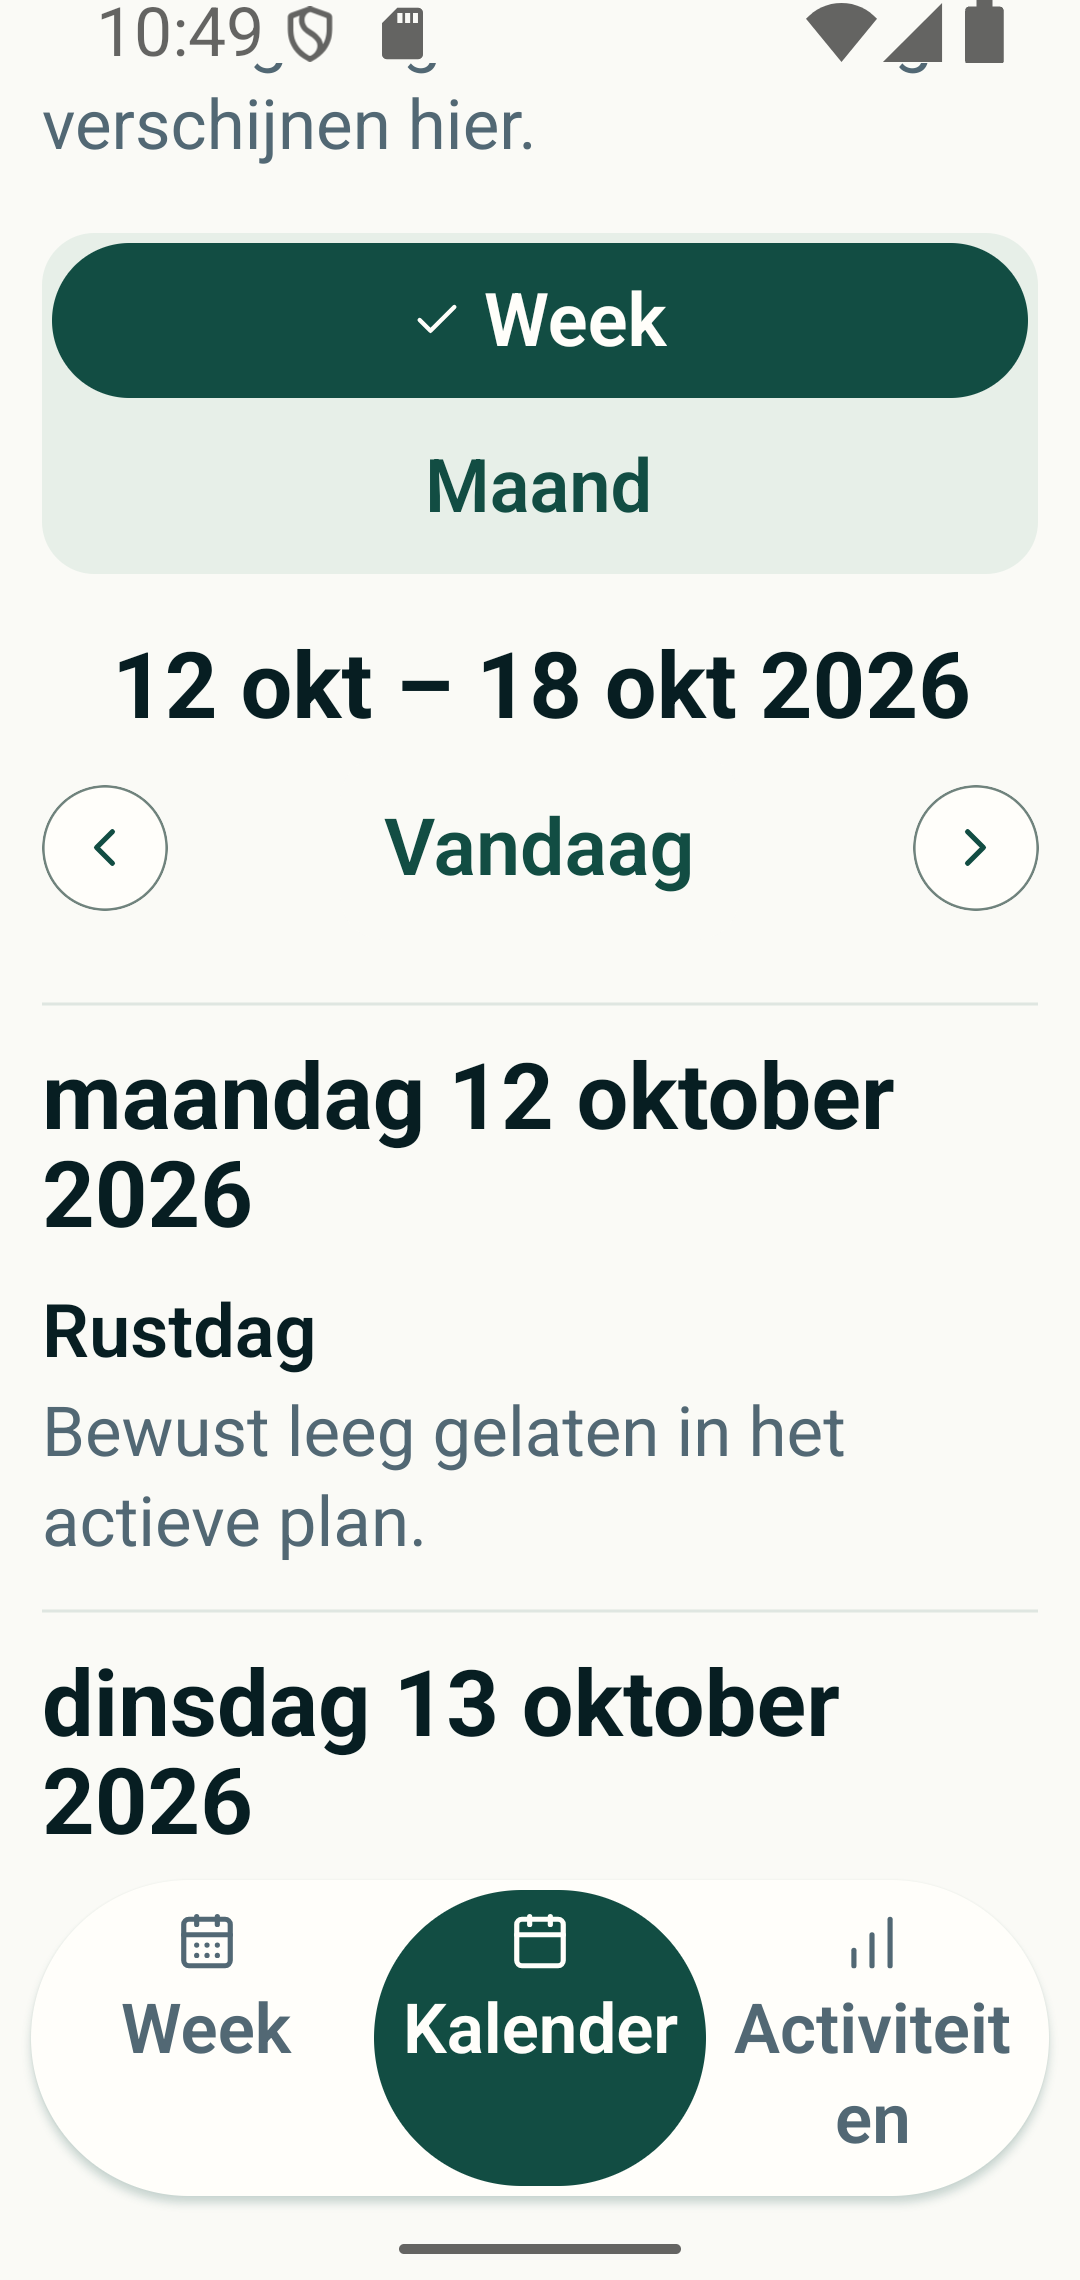 10:49
verschijnen hier.
Week
Maand
12 okt – 18 okt 2026
Vandaag
maandag 12 oktober
2026
Rustdag
Bewust leeg gelaten in het
actieve plan.
dinsdag 13 oktober
2026
Week
Kalender
Activiteit
en